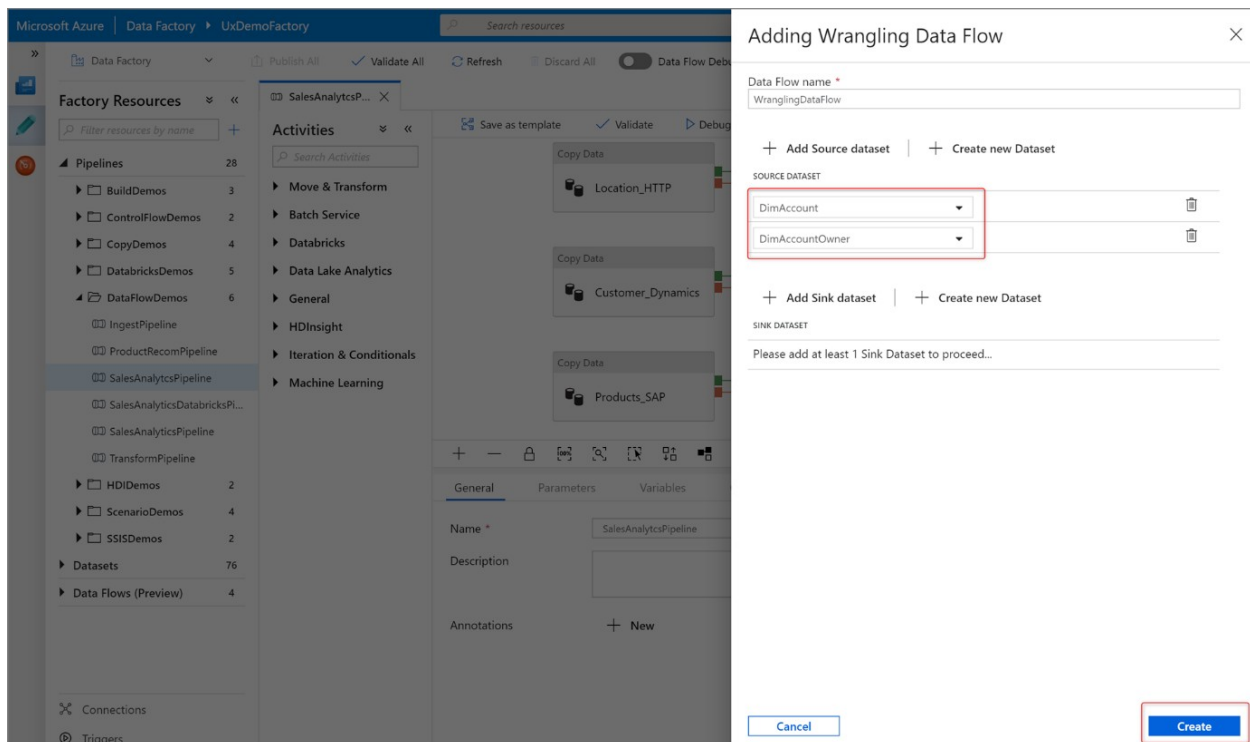 Microsoft Azure | Data Factory UxDemoFactory
Search resources
» Data Factory
Publish All Validate All Refresh Discard All Data Flow Debu
Factory Resources
Filter resources by name
Pipelines 28
BuildDemos 3
ControlFlowDemos 2
CopyDemos 4
DatabricksDemos 5
DataFlowDemos 6
IngestPipeline
ProductRecomPipeline
SalesAnalytcsPipeline
SalesAnalyticsDatabricksPi...
SalesAnalyticsPipeline
TransformPipeline
HDIDemos 2
ScenarioDemos 4
SSISDemos 2
Datasets 76
Data Flows (Preview) 4
Connections
Triggers
SalesAnalytcsP...
Activities
Search Activities
Move & Transform
Batch Service
Databricks
Data Lake Analytics
General
HDInsight
Iteration & Conditionals
Machine Learning
Save as template Validate Debug
Copy Data
Location_HTTP
Copy Data
Customer_Dynamics
Copy Data
Products_SAP
General Parameters Variables
Name * SalesAnalytcsPipeline
Description
Annotations + New
Adding Wrangling Data Flow
Data Flow name *
WranglingDataFlow
+ Add Source dataset + Create new Dataset
SOURCE DATASET
DimAccount
DimAccountOwner
+ Add Sink dataset + Create new Dataset
SINK DATASET
Please add at least 1 Sink Dataset to proceed...
Cancel Create